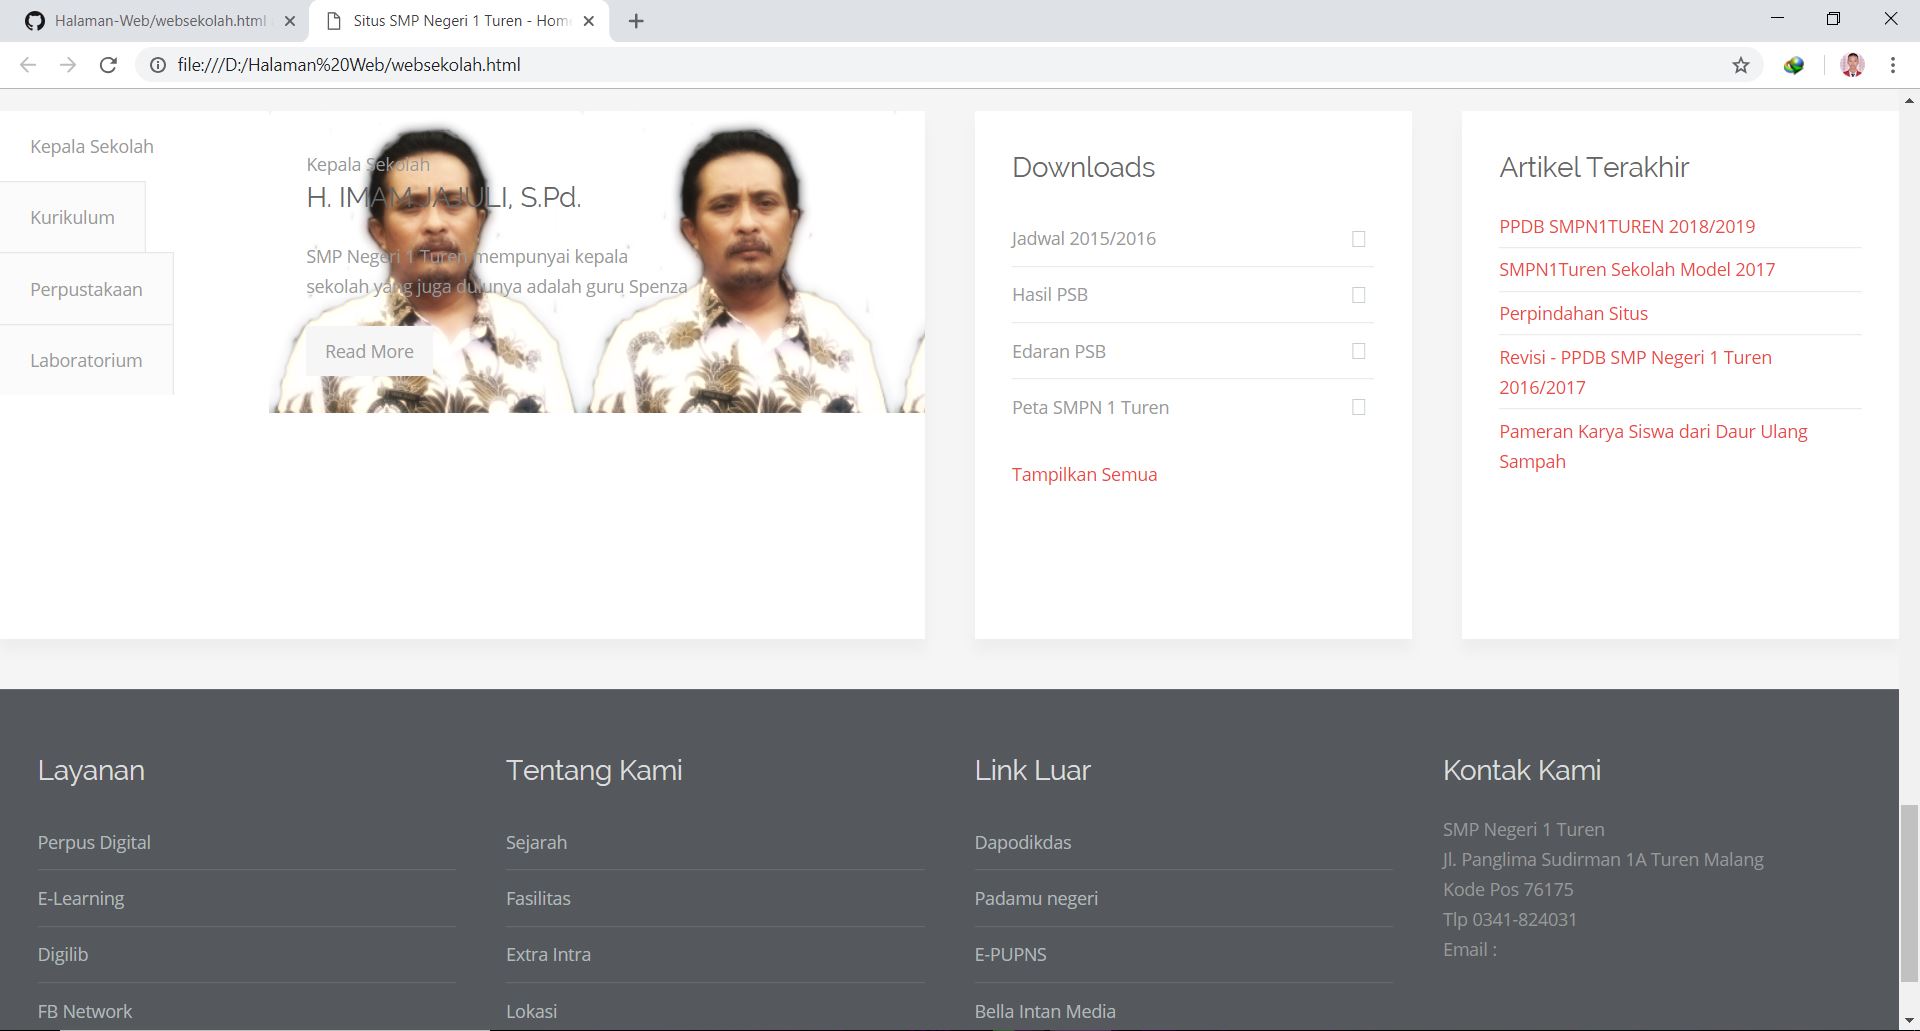 Halaman-Web/websekolah.html
Situs SMP Negeri 1 Turen - Home
file:///D:/Halaman%20Web/websekolah.html
Kepala Sekolah
Kurikulum
Perpustakaan
Laboratorium
Kepala Sekolah
H. IMAM JAJULI, S.Pd.
SMP Negeri 1 Turen mempunyai kepala
sekolah yang juga dulunya adalah guru Spenza
Read More
Downloads
Jadwal 2015/2016
Hasil PSB
Edaran PSB
Peta SMPN 1 Turen
Tampilkan Semua
Artikel Terakhir
PPDB SMPN1TUREN 2018/2019
SMPN1Turen Sekolah Model 2017
Perpindahan Situs
Revisi - PPDB SMP Negeri 1 Turen
2016/2017
Pameran Karya Siswa dari Daur Ulang
Sampah
Layanan
Perpus Digital
E-Learning
Digilib
FB Network
Tentang Kami
Sejarah
Fasilitas
Extra Intra
Lokasi
Link Luar
Dapodikdas
Padamu negeri
E-PUPNS
Bella Intan Media
Kontak Kami
SMP Negeri 1 Turen
Jl. Panglima Sudirman 1A Turen Malang
Kode Pos 76175
Tlp 0341-824031
Email :